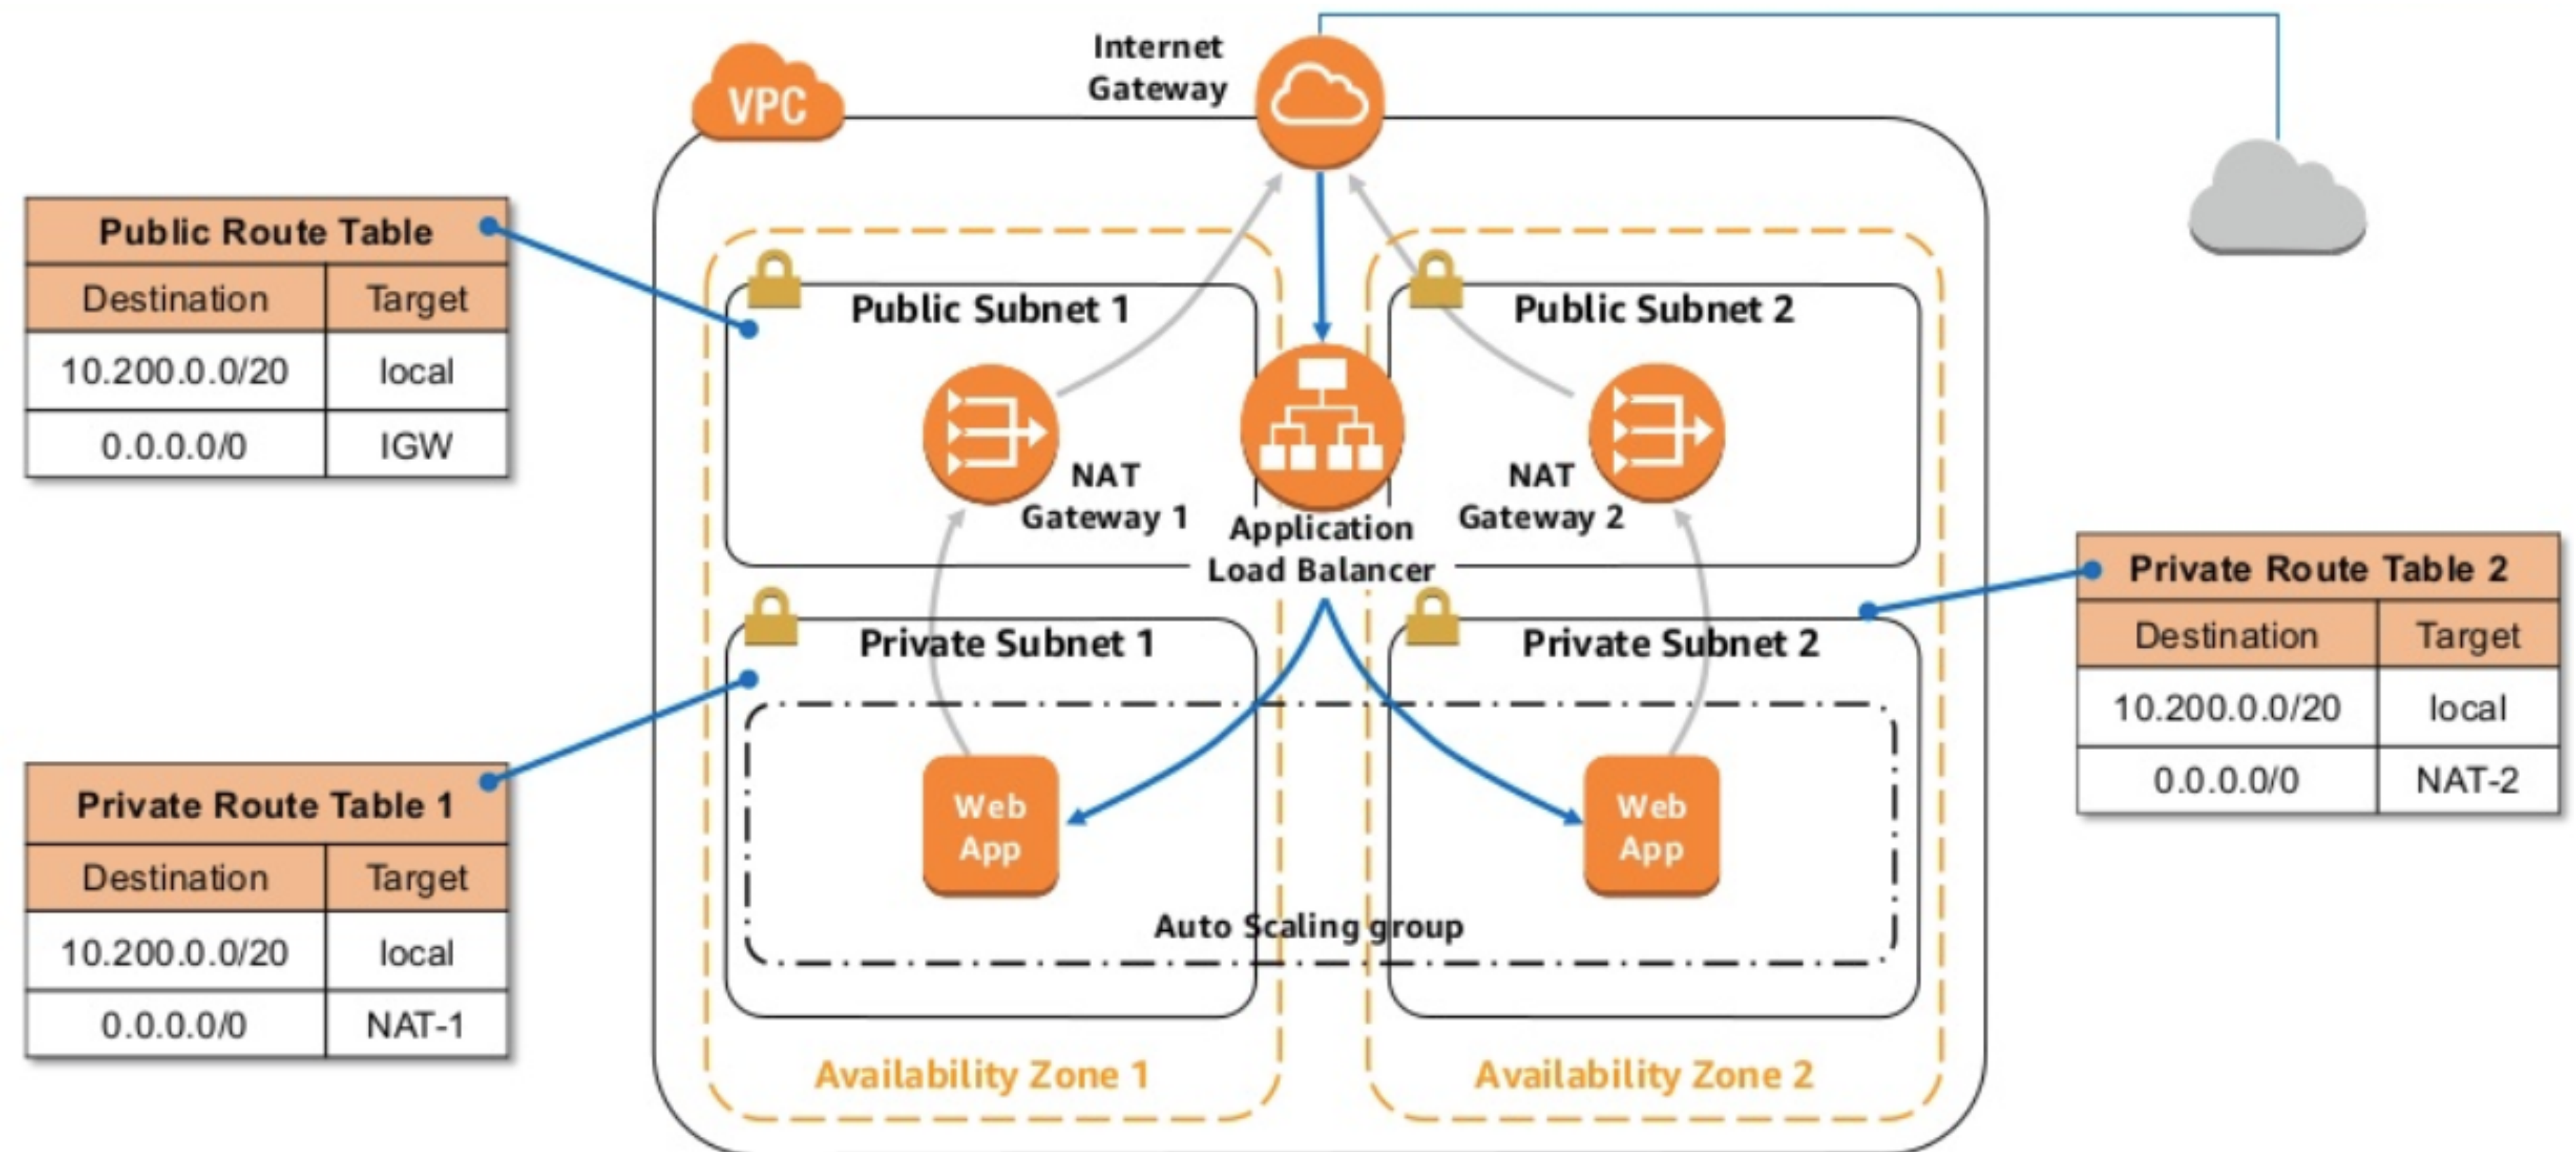 Internet
Gateway
VPC
Public Route Table
Destination Target
10.200.0.0/20 local
0.0.0.0/0 IGW
Public Subnet 1
Public Subnet 2
NAT
Gateway 1
Application
Load Balancer
NAT
Gateway 2
Private Route Table 2
Destination Target
10.200.0.0/20 local
0.0.0.0/0 NAT-2
Private Subnet 1
Private Subnet 2
Private Route Table 1
Destination Target
10.200.0.0/20 local
0.0.0.0/0 NAT-1
Web
App
Web
App
Auto Scaling group
Availability Zone 1
Availability Zone 2